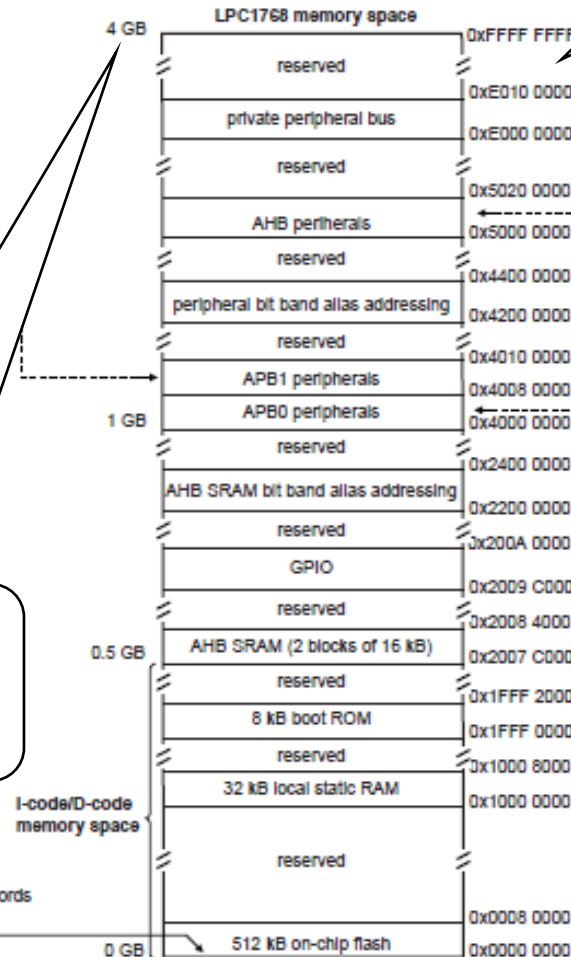 LPC1768 memory space
4 GB
0xFFFF FFFF
reserved
0xE010 0000
private peripheral bus
0xE000 0000
reserved
0x5020 0000
AHB periherals
0x5000 0000
reserved
0x4400 0000
peripheral bit band alias addressing
0x4200 0000
reserved
0x4010 0000
APB1 peripherals
0x4008 0000
1 GB
APB0 peripherals
0x4000 0000
reserved
0x2400 0000
AHB SRAM bit band alias addressing
0x2200 0000
reserved
0x200A 0000
GPIO
0x2009 C000
reserved
0x2008 4000
0.5 GB
AHB SRAM (2 blocks of 16 kB)
0x2007 C000
reserved
0x1FFF 2000
8 kB boot ROM
0x1FFF 0000
reserved
0x1000 8000
32 kB local static RAM
0x1000 0000
I-code/D-code
memory space
reserved
ords
0x0008 0000
0 GB
512 kB on-chip flash
0x0000 0000